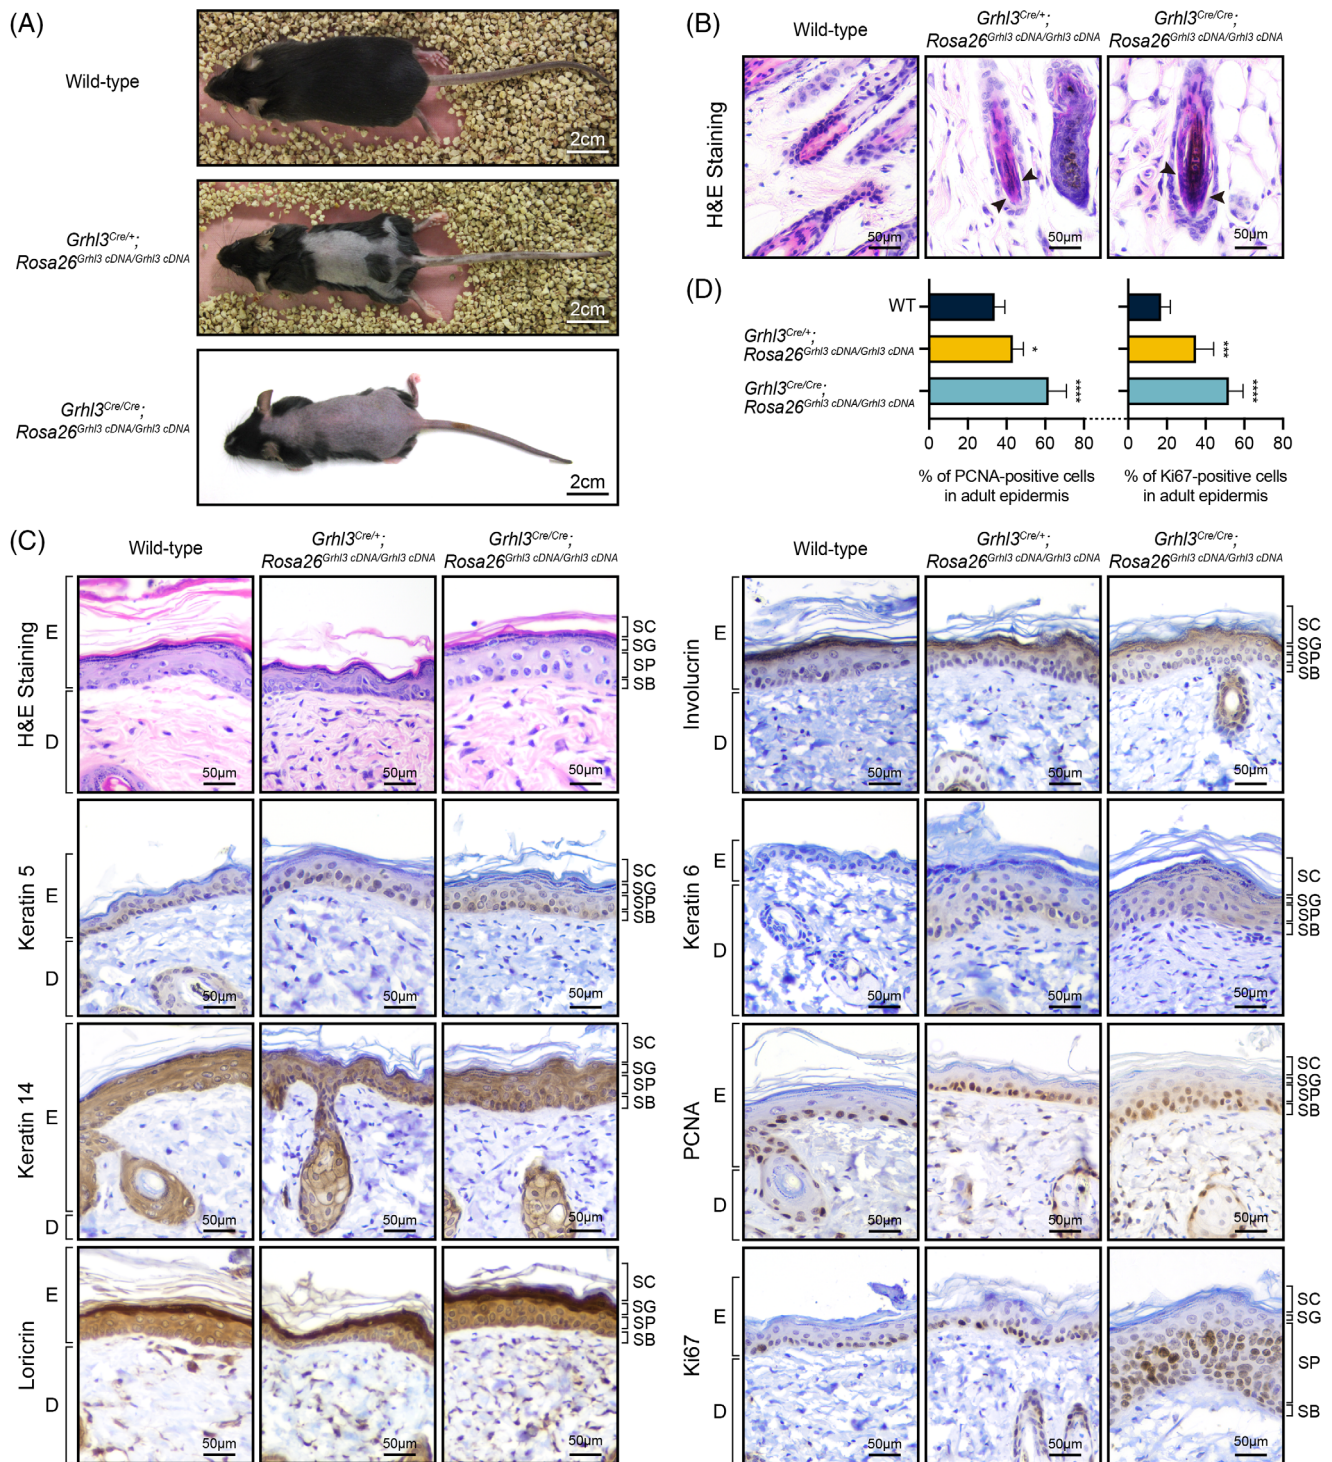 (A)
Wild-type
2cm
Grhl3Cre/+;
Rosa26Grhl3 cDNA/Grhl3 cDNA
2cm
Grhl3Cre/Cre;
Rosa26Grhl3 cDNA/Grhl3 cDNA
2cm
(B)
Wild-type
Grhl3Cre/+;
Rosa26Grhl3 cDNA/Grhl3 cDNA
Grhl3Cre/Cre;
Rosa26Grhl3 cDNA/Grhl3 cDNA
H&E Staining
50µm
50µm
50µm
(D)
WT
Grhl3Cre/+;
Rosa26Grhl3 cDNA/Grhl3 cDNA
Grhl3Cre/Cre;
Rosa26Grhl3 cDNA/Grhl3 cDNA
*
****
***
****
0 20 40 60 80
0 20 40 60 80
% of PCNA-positive cells
in adult epidermis
% of Ki67-positive cells
in adult epidermis
(C)
Wild-type
Grhl3Cre/+;
Rosa26Grhl3 cDNA/Grhl3 cDNA
Grhl3Cre/Cre;
Rosa26Grhl3 cDNA/Grhl3 cDNA
H&E Staining
E
D
50µm
50µm
50µm
SC
SG
SP
SB
Keratin 5
E
D
50µm
50µm
50µm
SC
SG
SP
SB
Keratin 14
E
D
50µm
50µm
50µm
SC
SG
SP
SB
Loricrin
E
D
50µm
50µm
50µm
SC
SG
SP
SB
Wild-type
Grhl3Cre/+;
Rosa26Grhl3 cDNA/Grhl3 cDNA
Grhl3Cre/Cre;
Rosa26Grhl3 cDNA/Grhl3 cDNA
Involucrin
E
D
50µm
50µm
50µm
SC
SG
SP
SB
Keratin 6
E
D
50µm
50µm
50µm
SC
SG
SP
SB
PCNA
E
D
50µm
50µm
50µm
SC
SG
SP
SB
Ki67
E
D
50µm
50µm
50µm
SC
SG
SP
SB